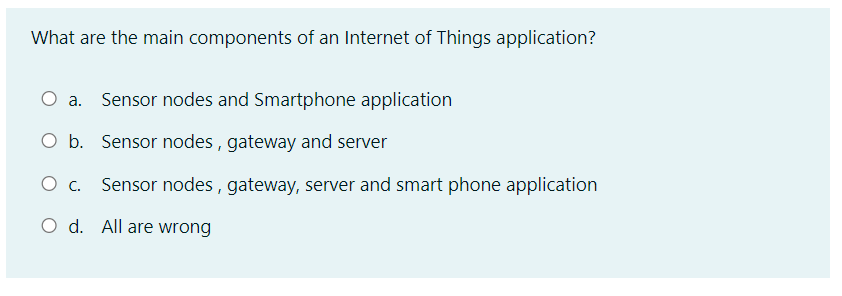 What are the main components of an Internet of Things application?
a. Sensor nodes and Smartphone application
b. Sensor nodes , gateway and server
c. Sensor nodes , gateway, server and smart phone application
d. All are wrong